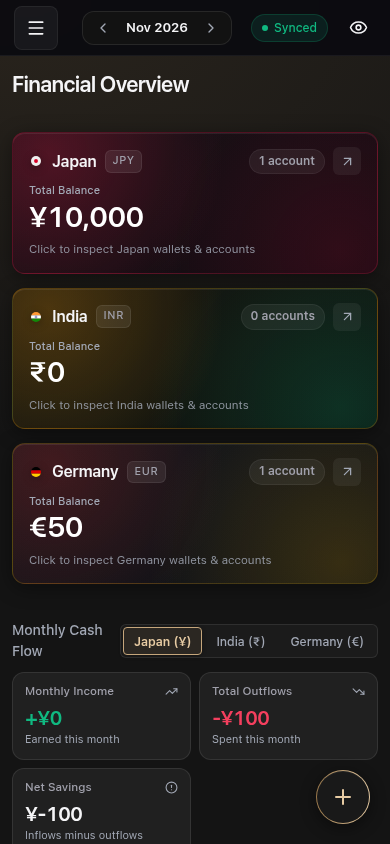 Nov 2026
Synced
Financial Overview
Japan JPY 1 account
Total Balance
¥10,000
Click to inspect Japan wallets & accounts
India INR 0 accounts
Total Balance
₹0
Click to inspect India wallets & accounts
Germany EUR 1 account
Total Balance
€50
Click to inspect Germany wallets & accounts
Monthly Cash
Flow
Japan (¥) India (₹) Germany (€)
Monthly Income
+¥0
Earned this month
Total Outflows
-¥100
Spent this month
Net Savings
¥-100
Inflows minus outflows